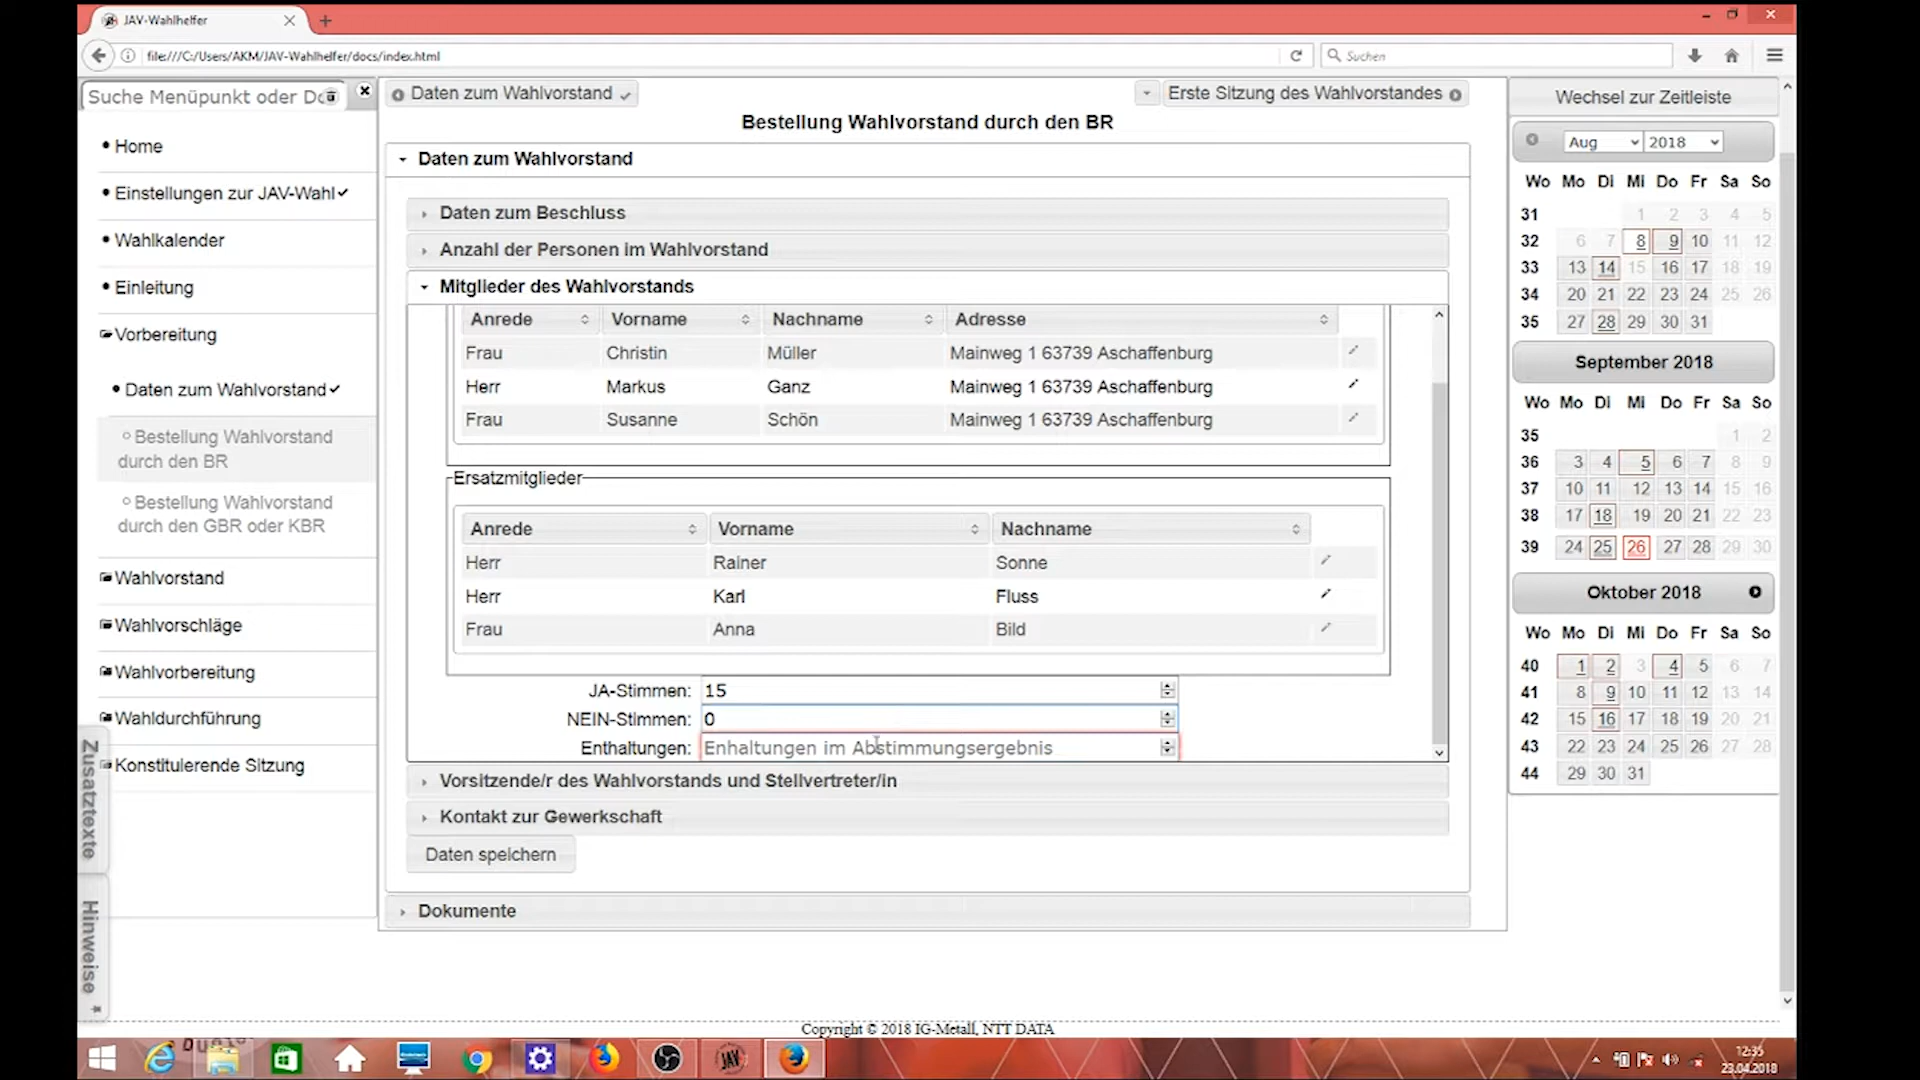 JAV-Wahlhelfer
file:///C:/Users/AKM/JAV-Wahlhelfer/docs/index.html
Suchen
Suche Menüpunkt oder Do
Home
Einstellungen zur JAV-Wahl
Wahlkalender
Einleitung
Vorbereitung
Daten zum Wahlvorstand
Bestellung Wahlvorstand
durch den BR
Bestellung Wahlvorstand
durch den GBR oder KBR
Wahlvorstand
Wahlvorschläge
Wahlvorbereitung
Wahldurchführung
Konstitulerende Sitzung
Zusatztexte
Hinweise
Daten zum Wahlvorstand
Erste Sitzung des Wahlvorstandes
Bestellung Wahlvorstand durch den BR
Daten zum Wahlvorstand
Daten zum Beschluss
Anzahl der Personen im Wahlvorstand
Mitglieder des Wahlvorstands
Anrede Vorname Nachname Adresse
Frau Christin Müller Mainweg 1 63739 Aschaffenburg
Herr Markus Ganz Mainweg 1 63739 Aschaffenburg
Frau Susanne Schön Mainweg 1 63739 Aschaffenburg
Ersatzmitglieder
Anrede Vorname Nachname
Herr Rainer Sonne
Herr Karl Fluss
Frau Anna Bild
JA-Stimmen: 15
NEIN-Stimmen: 0
Enthaltungen: Enhaltungen im Abstimmungsergebnis
Vorsitzende/r des Wahlvorstands und Stellvertreter/in
Kontakt zur Gewerkschaft
Daten speichern
Dokumente
Wechsel zur Zeitleiste
Aug 2018
Wo Mo Di Mi Do Fr Sa So
31 1 2 3 4 5
32 6 7 8 9 10 11 12
33 13 14 15 16 17 18 19
34 20 21 22 23 24 25 26
35 27 28 29 30 31
September 2018
Wo Mo Di Mi Do Fr Sa So
35 1 2
36 3 4 5 6 7 8 9
37 10 11 12 13 14 15 16
38 17 18 19 20 21 22 23
39 24 25 26 27 28 29 30
Oktober 2018
Wo Mo Di Mi Do Fr Sa So
40 1 2 3 4 5 6 7
41 8 9 10 11 12 13 14
42 15 16 17 18 19 20 21
43 22 23 24 25 26 27 28
44 29 30 31
Copyright © 2018 IG-Metall, NTT DATA
JAV
12:35
23.04.2018